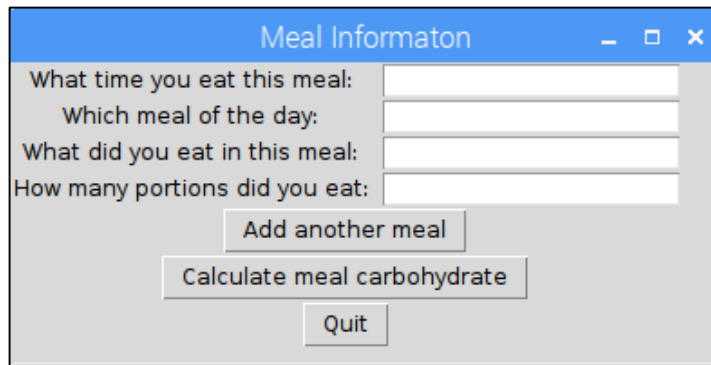 Meal Informaton
What time you eat this meal:
Which meal of the day:
What did you eat in this meal:
How many portions did you eat:
Add another meal
Calculate meal carbohydrate
Quit